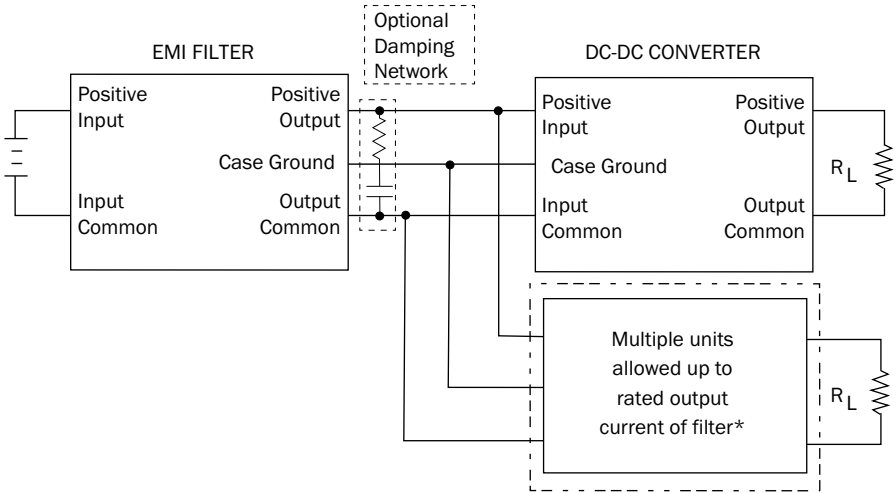 Optional
Damping
Network
EMI FILTER
DC-DC CONVERTER
Positive
Input
Positive
Output
Case Ground
Input
Common
Output
Common
Positive
Input
Positive
Output
Case Ground
Input
Common
Output
Common
R L
Multiple units
allowed up to
rated output
current of filter*
R L